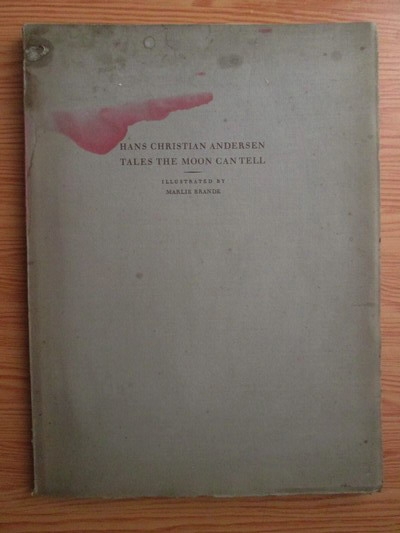 HANS CHRISTIAN ANDERSEN
TALES THE MOON CAN TELL
ILLUSTRATED BY
MARLIE BRANDE